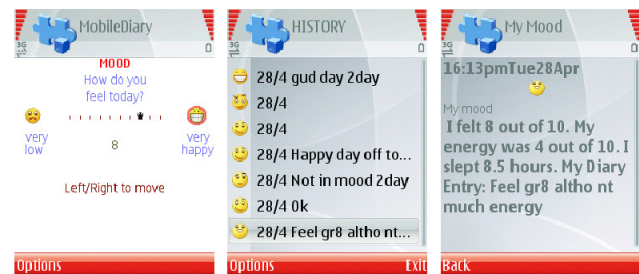 3G
MobileDiary
MOOD
How do you
feel today?
very
low
8
very
happy
Left/Right to move
Options
3G
HISTORY
28/4 gud day 2day
28/4
28/4
28/4 Happy day off to...
28/4 Not in mood 2day
28/4 Ok
28/4 Feel gr8 altho nt...
Options
Exit
3G
My Mood
16:13pmTue28Apr
My mood
I felt 8 out of 10. My
energy was 4 out of 10. I
slept 8.5 hours. My Diary
Entry: Feel gr8 altho nt
much energy
Back